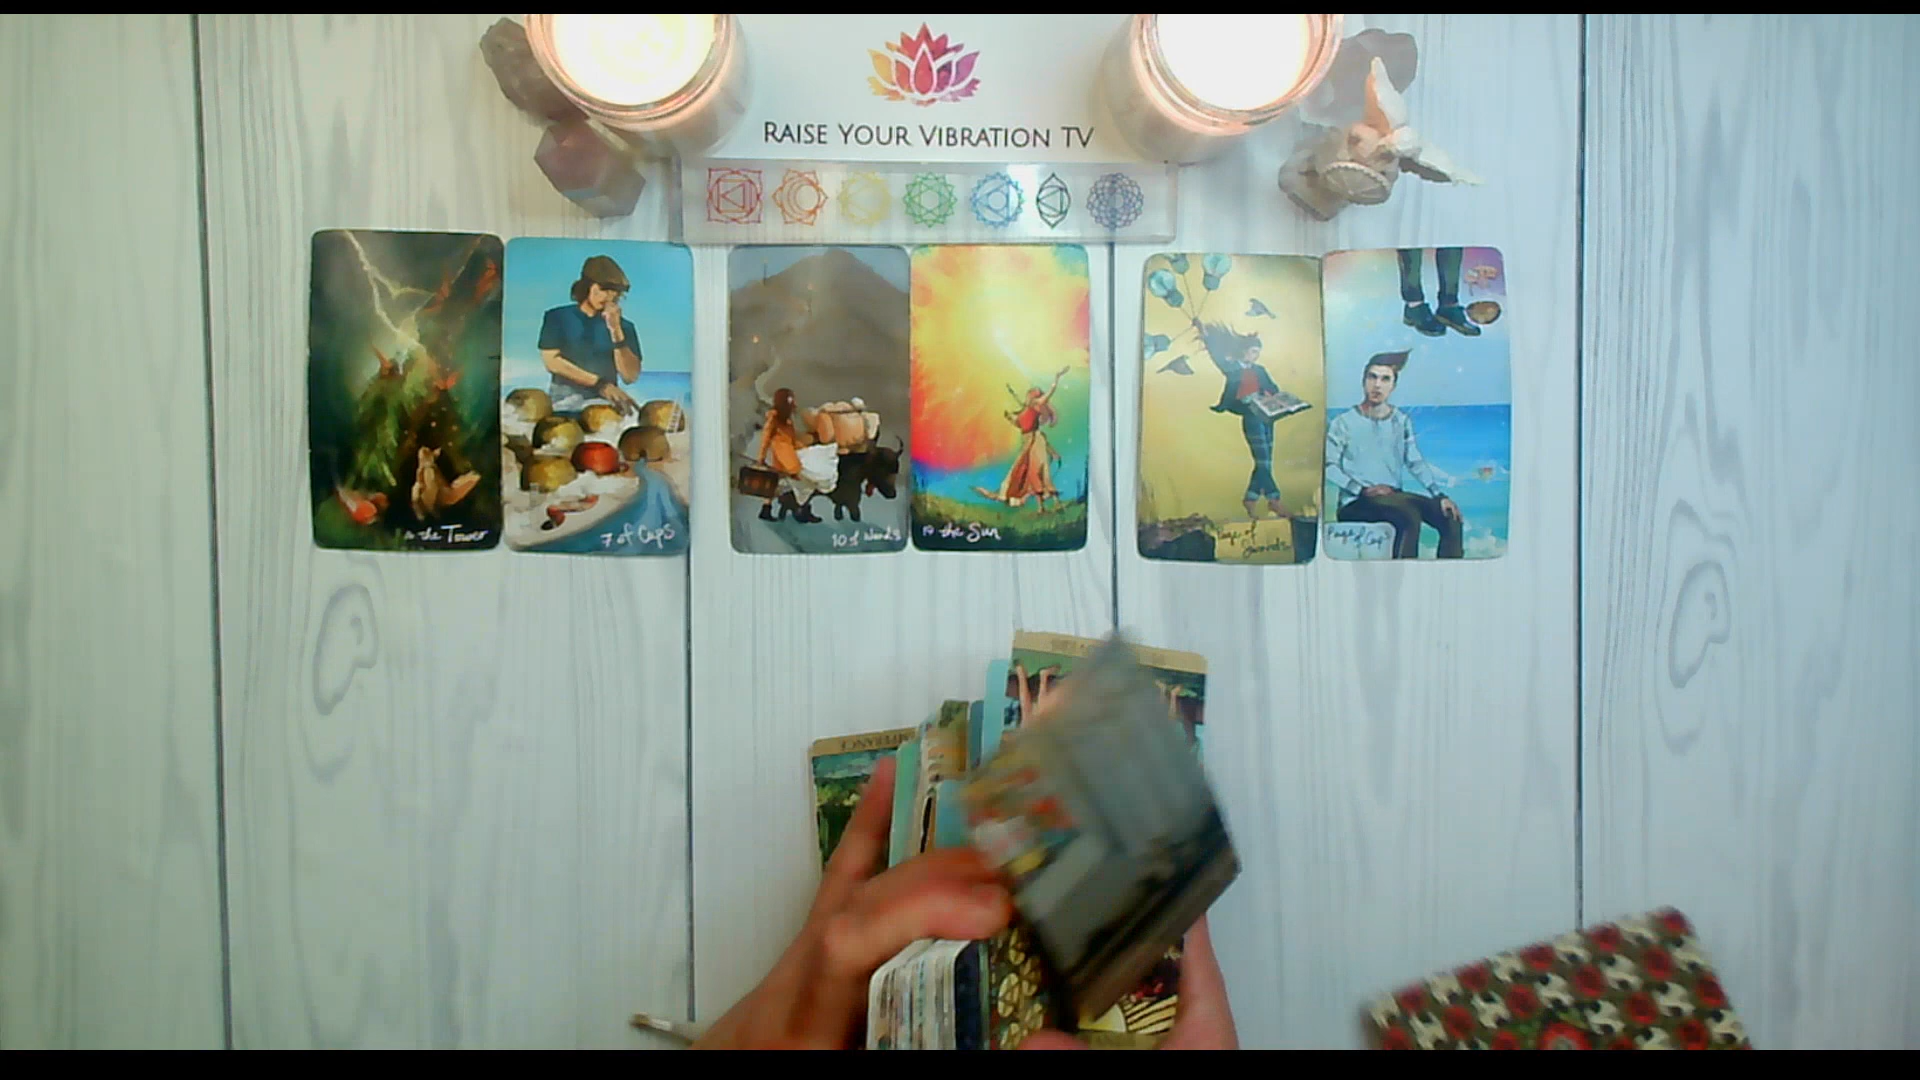 RAISE YOUR VIBRATION TV
the Tower
7 of Cups
10 of Wands
19 the Sun
Page of Swords
Page of Cups